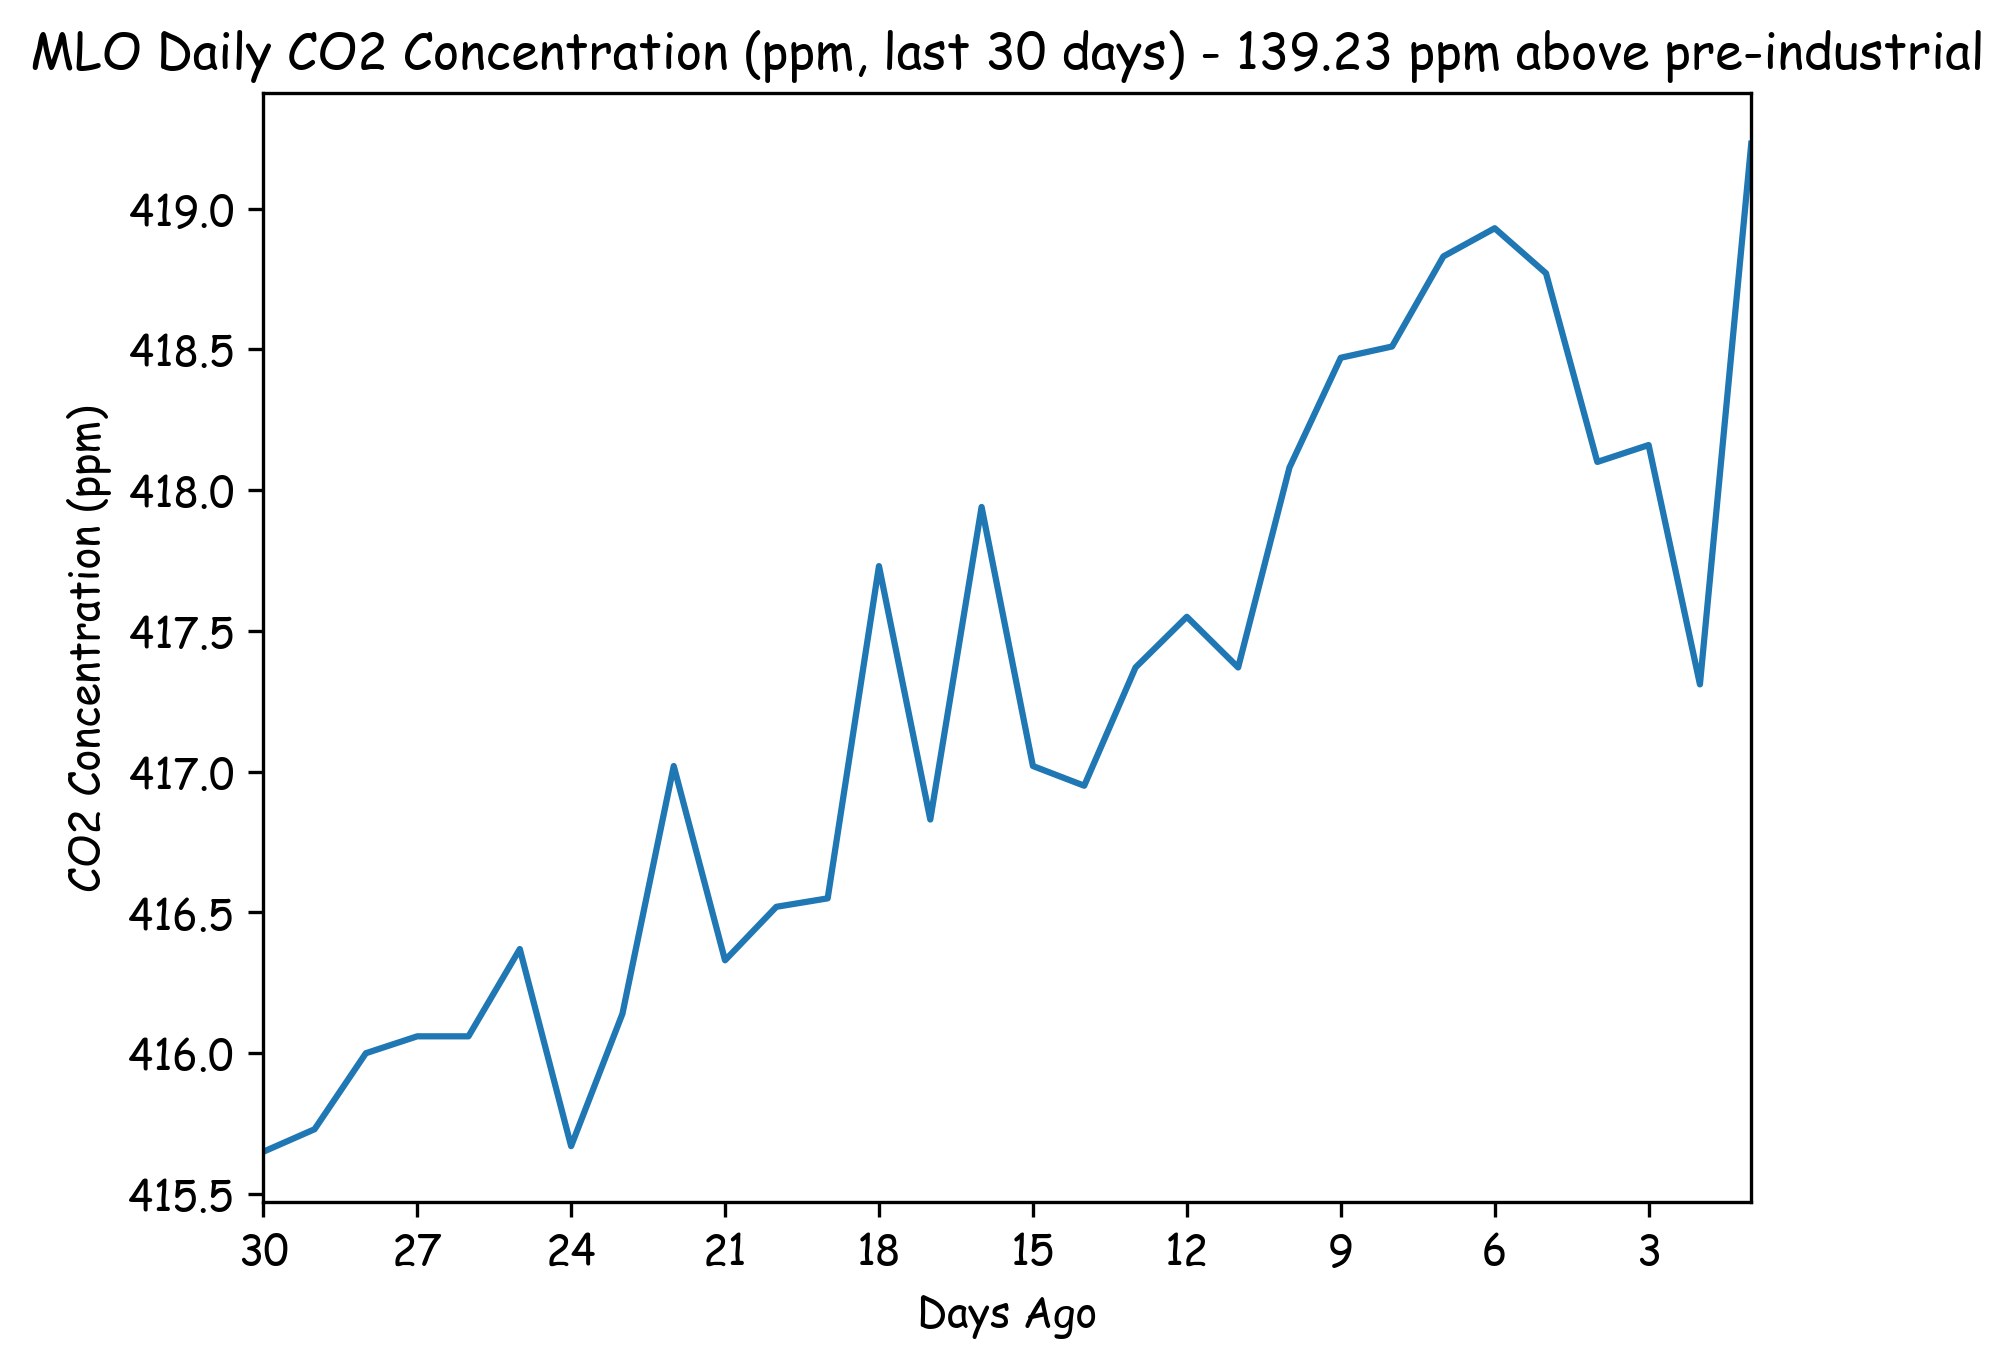 MLO Daily CO2 Concentration (ppm, last 30 days) - 139.23 ppm above pre-industrial
CO2 Concentration (ppm)
419.0
418.5
418.0
417.5
417.0
416.5
416.0
415.5
30 27 24 21 18 15 12 9 6 3
Days Ago